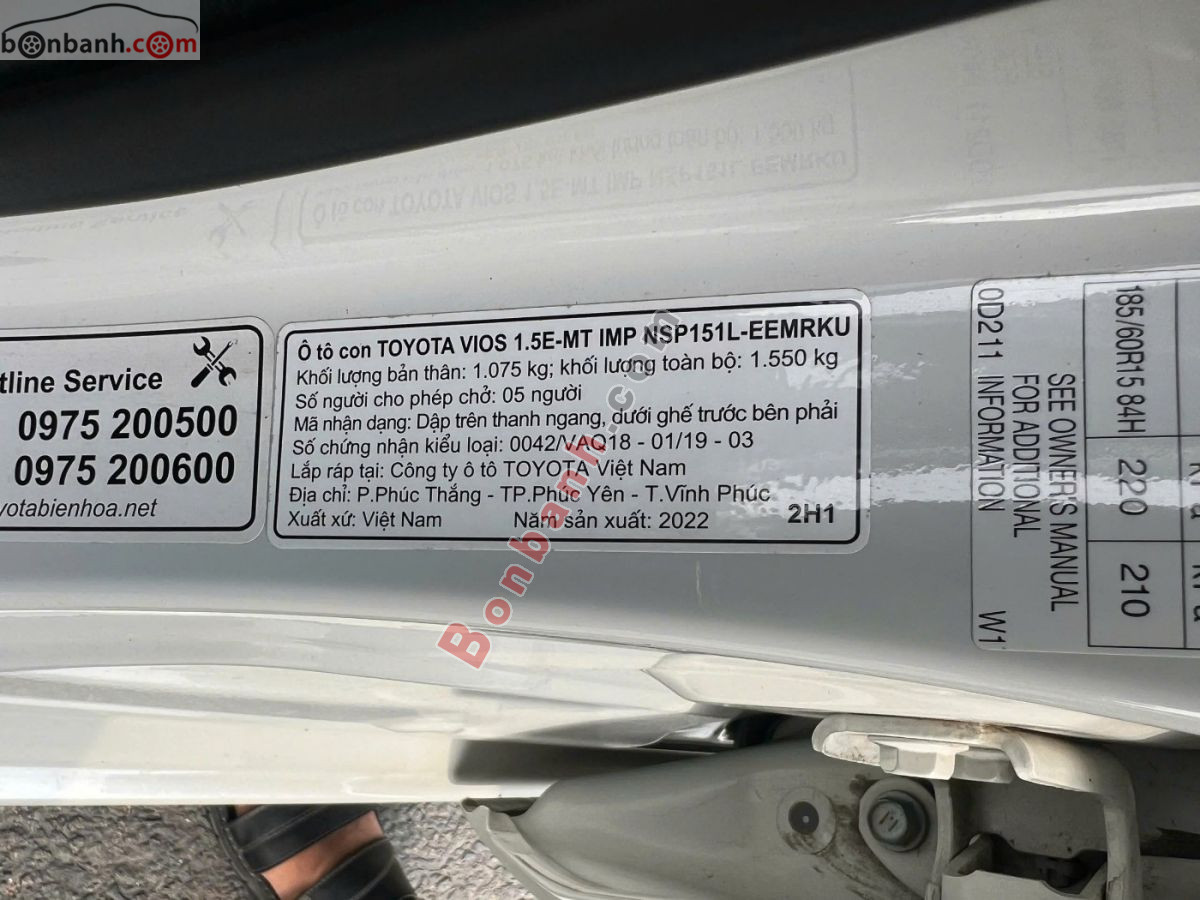 bonbanh.com
tline Service
0975 200500
0975 200600
yotabienhoa.net
Ô tô con TOYOTA VIOS 1.5E-MT IMP NSP151L-EEMRKU
Khối lượng bản thân: 1.075 kg; khối lượng toàn bộ: 1.550 kg
Số người cho phép chở: 05 người
Mã nhận dạng: Dập trên thanh ngang, dưới ghế trước bên phải
Số chứng nhận kiểu loại: 0042/VAQ18 - 01/19 - 03
Lắp ráp tại: Công ty ô tô TOYOTA Việt Nam
Địa chỉ: P.Phúc Thắng - TP.Phúc Yên - T.Vĩnh Phúc
Xuất xứ: Việt Nam Năm sản xuất: 2022 2H1
Bonbanh.com
185/60R15 84H 220 210
SEE OWNER'S MANUAL
FOR ADDITIONAL
INFORMATION
0D211 W1